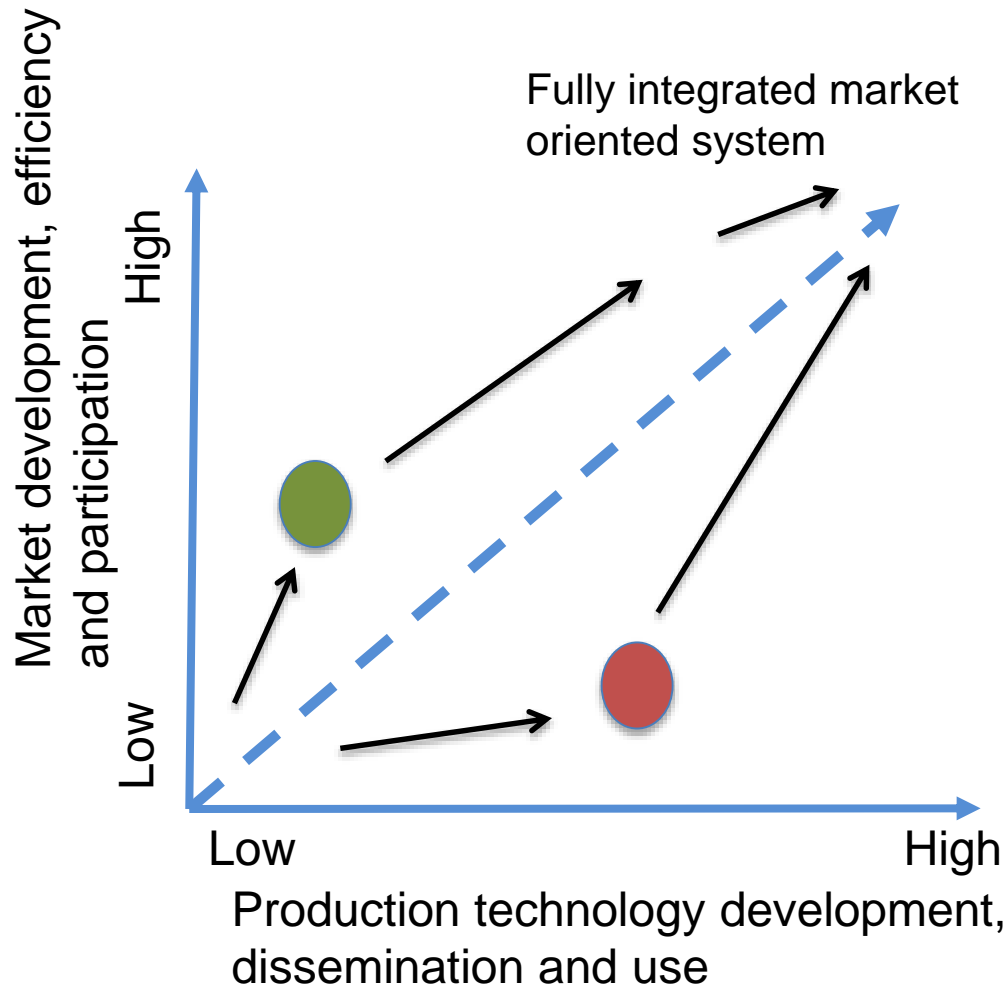 Market development, efficiency
and participation
High
Low
Fully integrated market
oriented system
Low
High
Production technology development,
dissemination and use